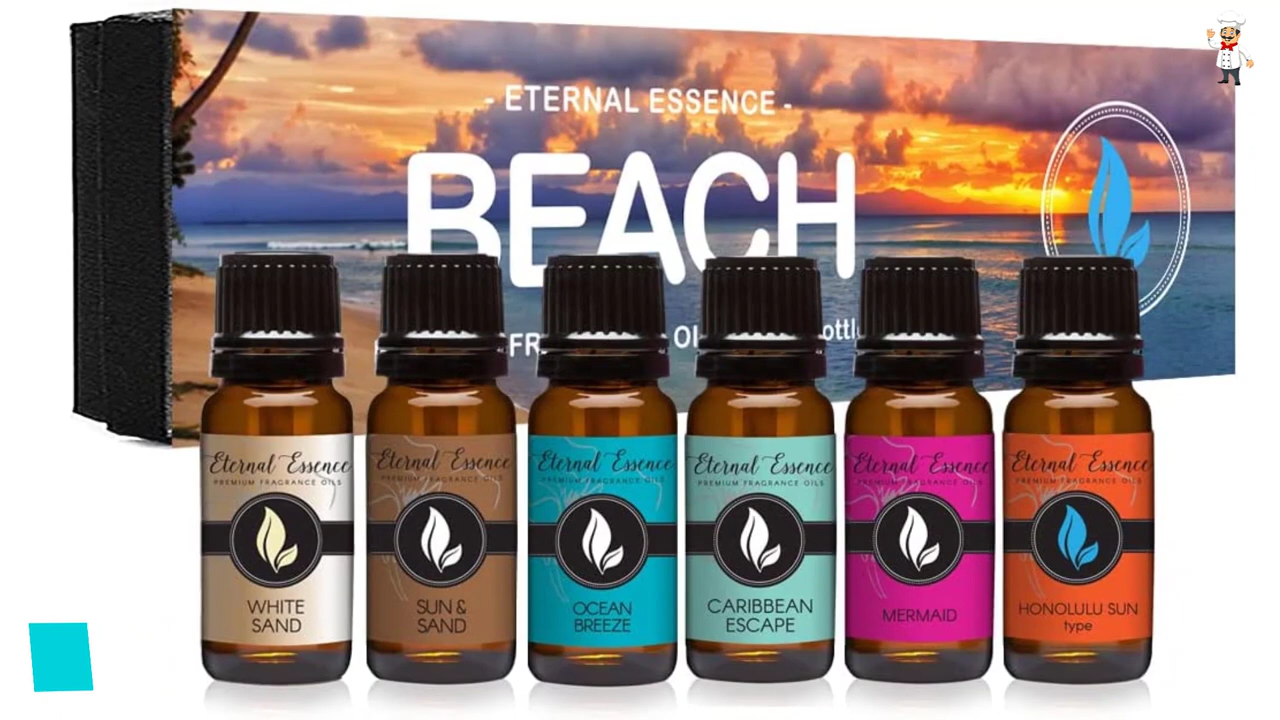 - ETERNAL ESSENCE -
BEACH
Eternal Essence
PREMIUM FRAGRANCE OILS
WHITE
SAND
Eternal Essence
PREMIUM FRAGRANCE OILS
SUN &
SAND
Eternal Essence
PREMIUM FRAGRANCE OILS
OCEAN
BREEZE
Eternal Essence
PREMIUM FRAGRANCE OILS
CARIBBEAN
ESCAPE
Eternal Essence
PREMIUM FRAGRANCE OILS
MERMAID
Eternal Essence
PREMIUM FRAGRANCE OILS
HONOLULU SUN
type